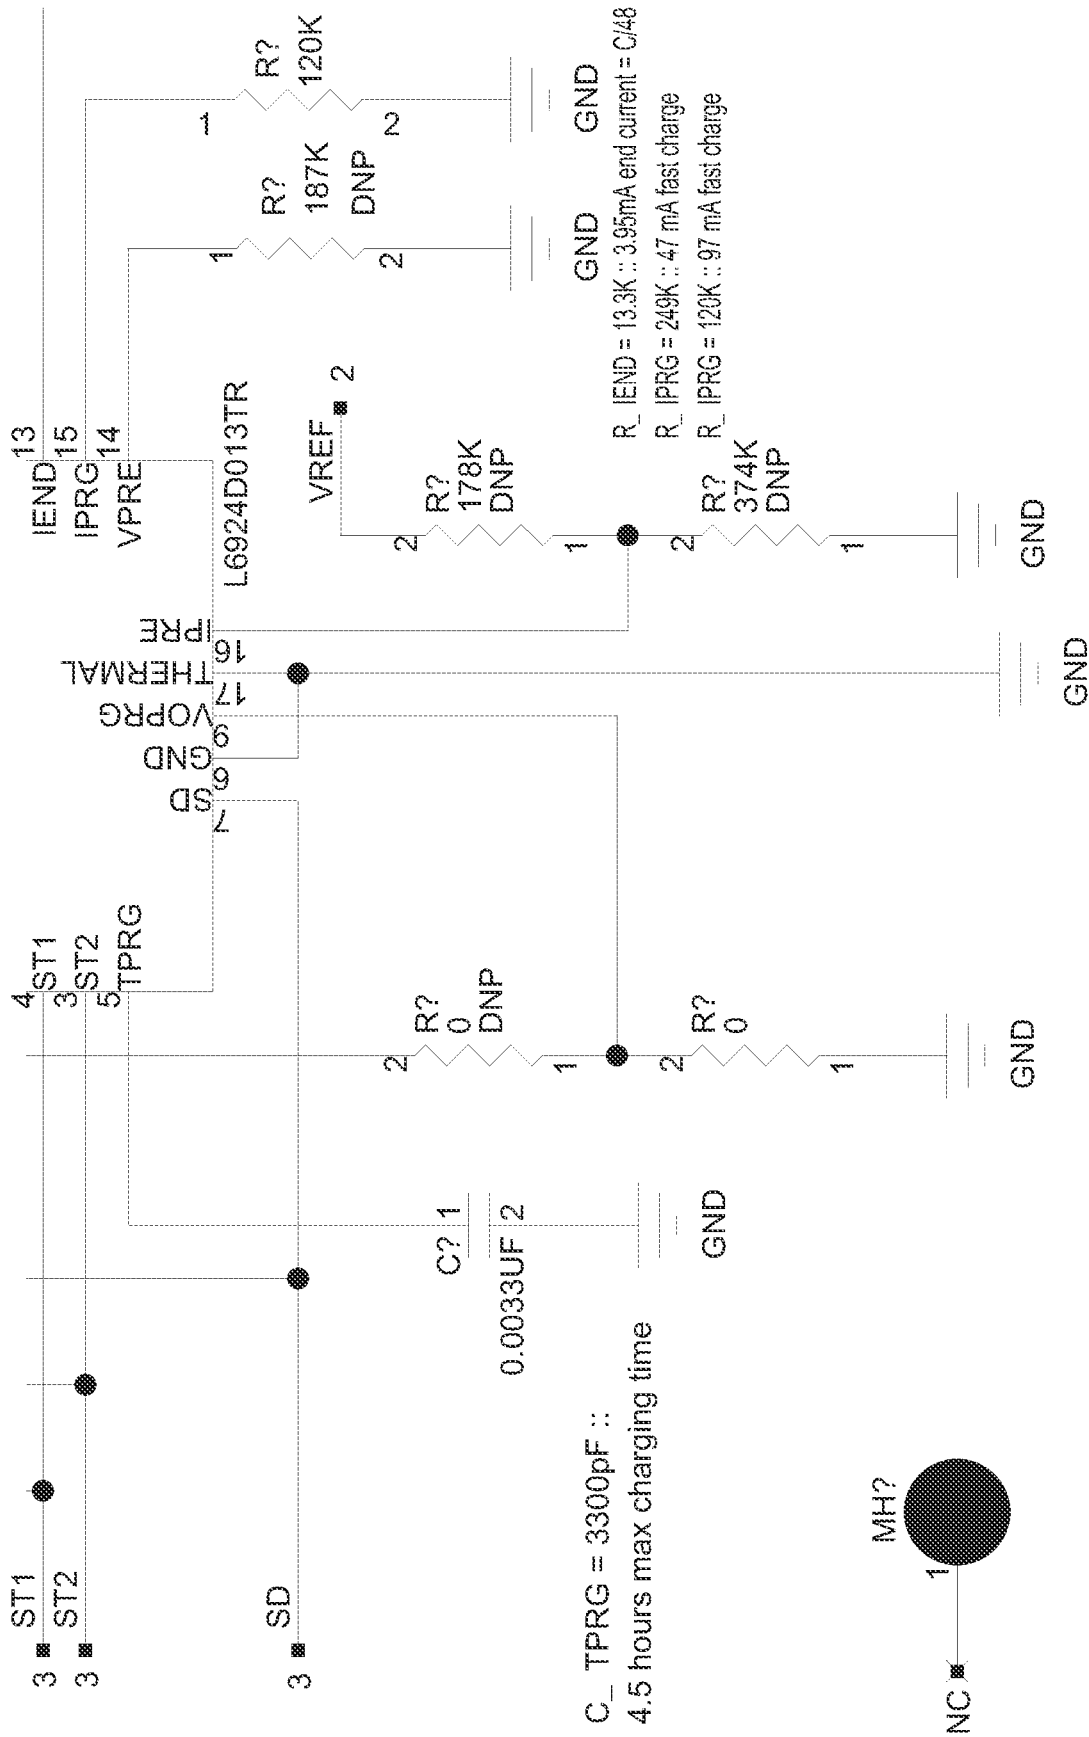 ST1
3
ST2
3
SD
3
4
ST1
3
ST2
5
TPRG
SD
7
GND
6
VOPRG
9
THERMAL
17
IPRE
16
L6924D013TR
IEND
13
IPRG
15
VPRE
14
1
R?
187K
DNP
2
GND
1
R?
120K
2
GND
VREF
2
2
R?
178K
DNP
1
2
R?
374K
DNP
1
GND
GND
R_ IEND = 13.3K :: 3.95mA end current = C/48
R_ IPRG = 249K :: 47 mA fast charge
R_ IPRG = 120K :: 97 mA fast charge
2
R?
0
DNP
1
2
R?
0
1
GND
C?
1
0.0033UF
2
GND
C_ TPRG = 3300pF ::
4.5 hours max charging time
NC
1
MH?